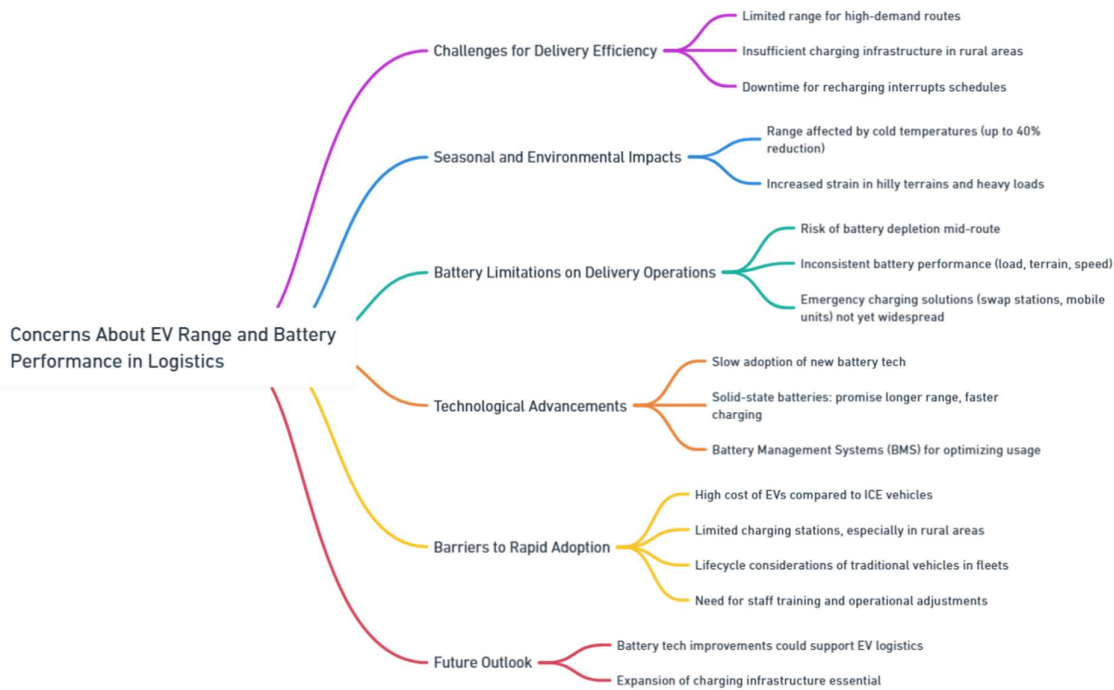 Concerns About EV Range and Battery
Performance in Logistics
Challenges for Delivery Efficiency
Limited range for high-demand routes
Insufficient charging infrastructure in rural areas
Downtime for recharging interrupts schedules
Seasonal and Environmental Impacts
Range affected by cold temperatures (up to 40%
reduction)
Increased strain in hilly terrains and heavy loads
Battery Limitations on Delivery Operations
Risk of battery depletion mid-route
Inconsistent battery performance (load, terrain, speed)
Emergency charging solutions (swap stations, mobile
units) not yet widespread
Technological Advancements
Slow adoption of new battery tech
Solid-state batteries: promise longer range, faster
charging
Battery Management Systems (BMS) for optimizing usage
Barriers to Rapid Adoption
High cost of EVs compared to ICE vehicles
Limited charging stations, especially in rural areas
Lifecycle considerations of traditional vehicles in fleets
Need for staff training and operational adjustments
Future Outlook
Battery tech improvements could support EV logistics
Expansion of charging infrastructure essential